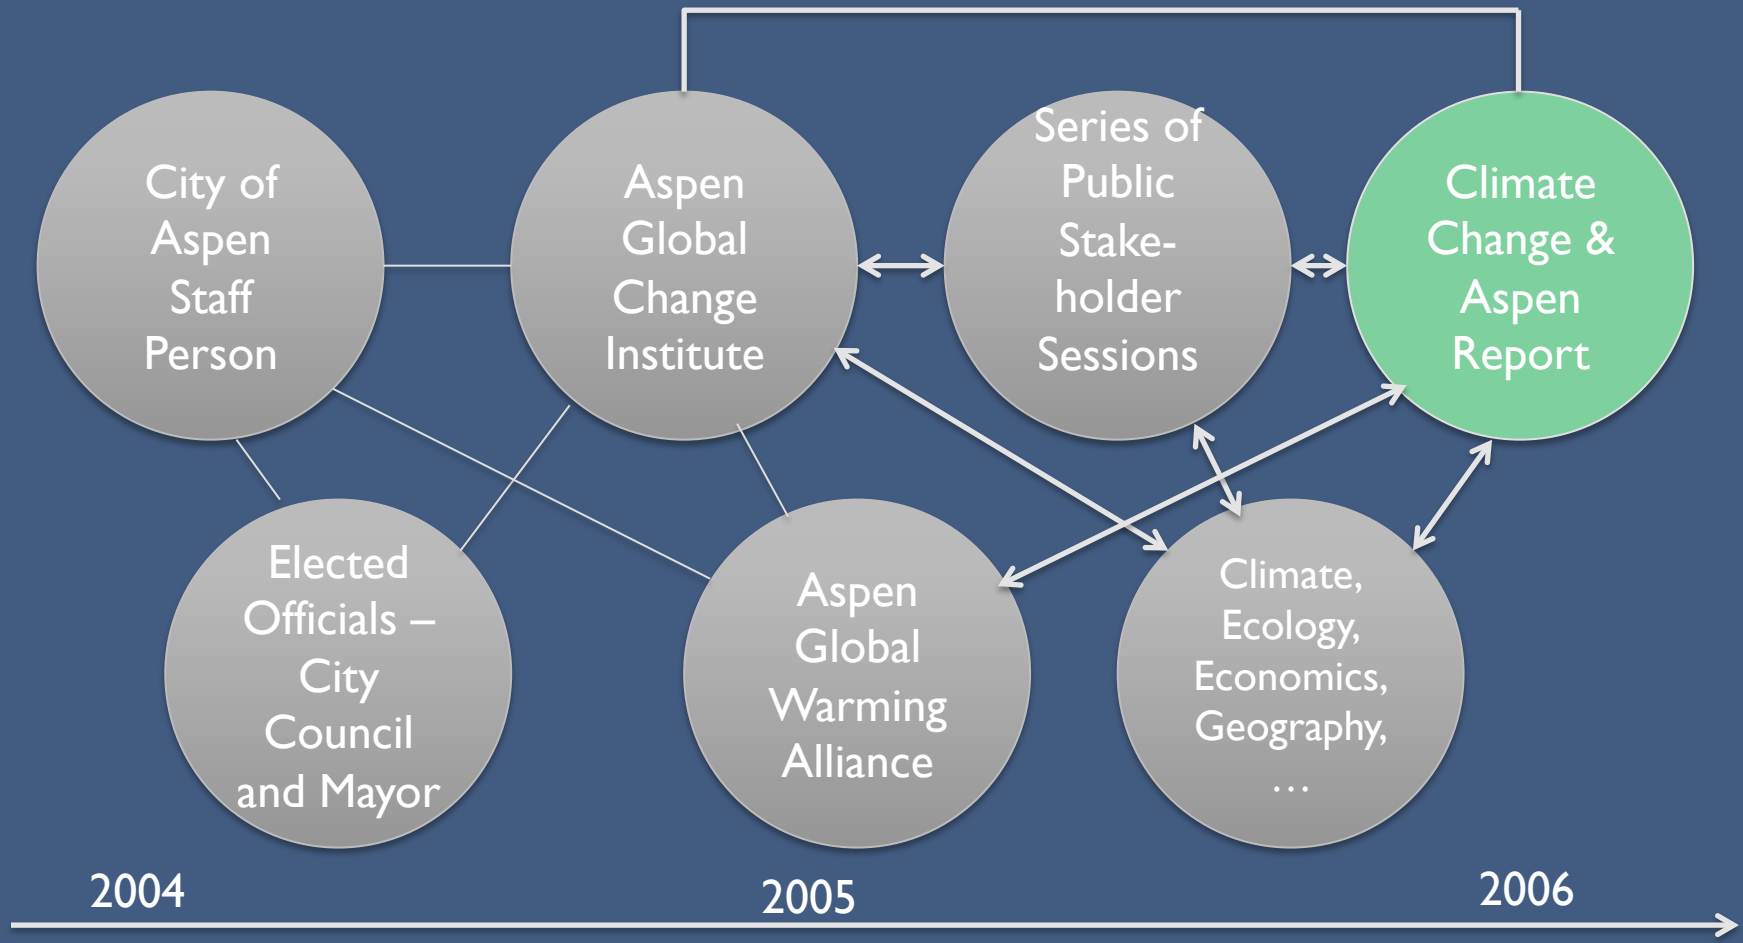 City of
Aspen
Staff
Person
Aspen
Global
Change
Institute
Series of
Public
Stake-
holder
Sessions
Climate
Change &
Aspen
Report
Elected
Officials –
City
Council
and Mayor
Aspen
Global
Warming
Alliance
Climate,
Ecology,
Economics,
Geography,
…
2004
2005
2006